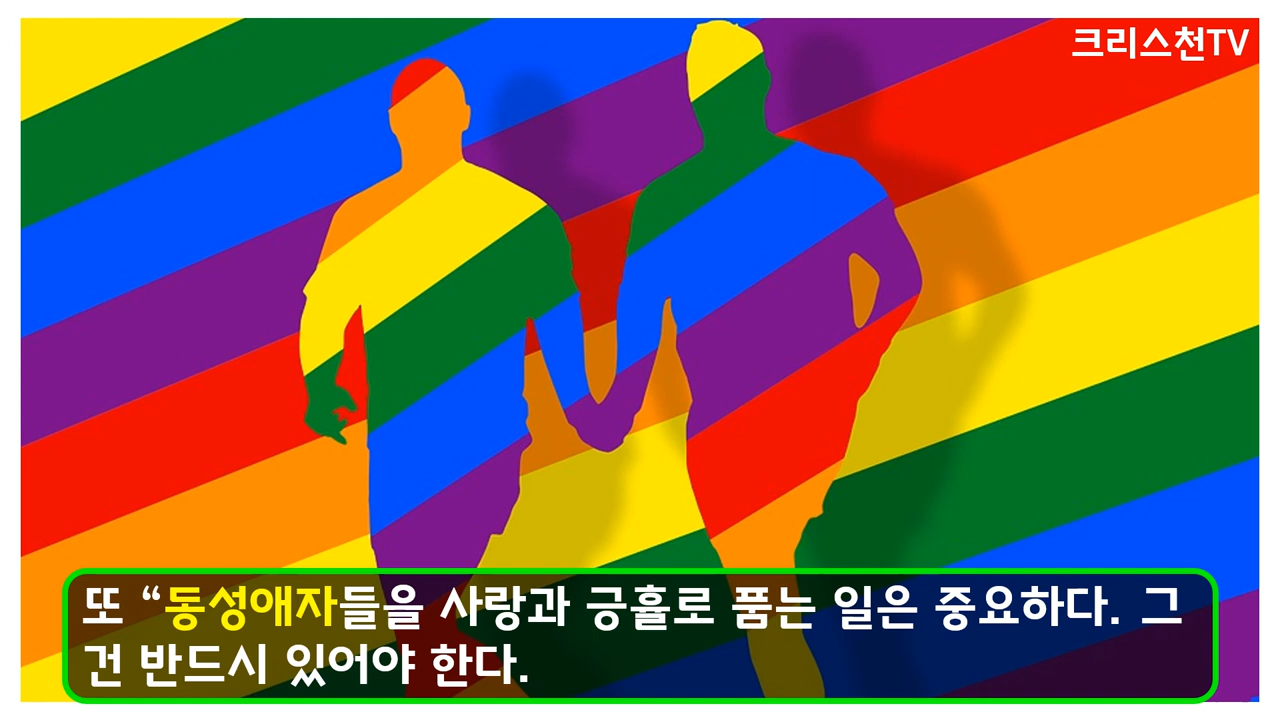 크리스천TV
또 “동성애자들을 사랑과 긍휼로 품는 일은 중요하다. 그
건 반드시 있어야 한다.